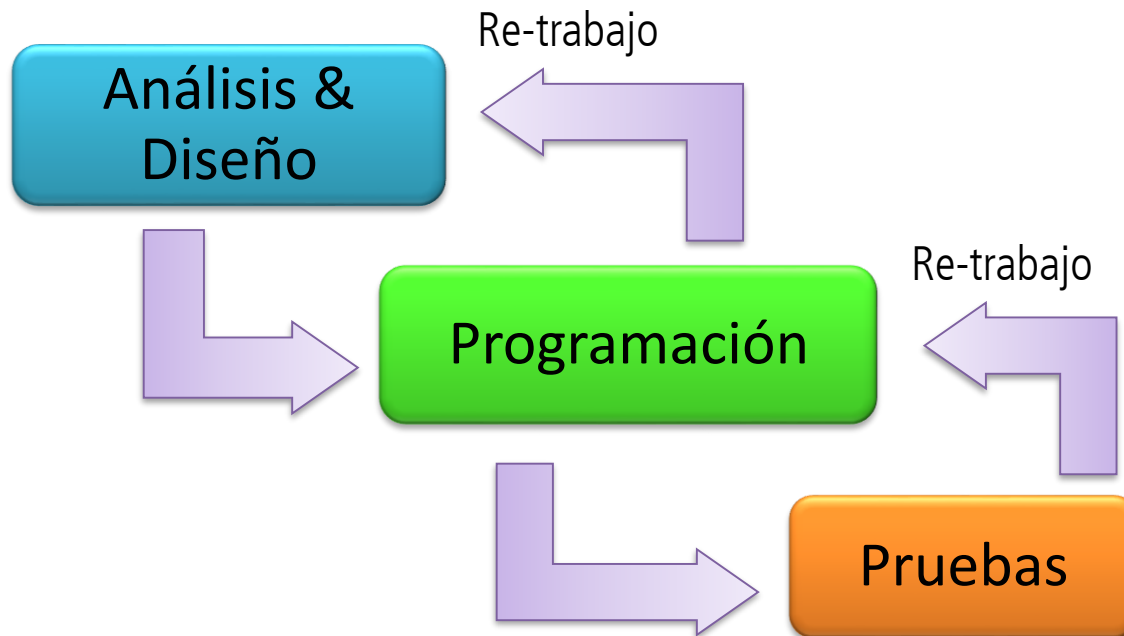 Re-trabajo
Análisis &
Diseño
Re-trabajo
Programación
Pruebas